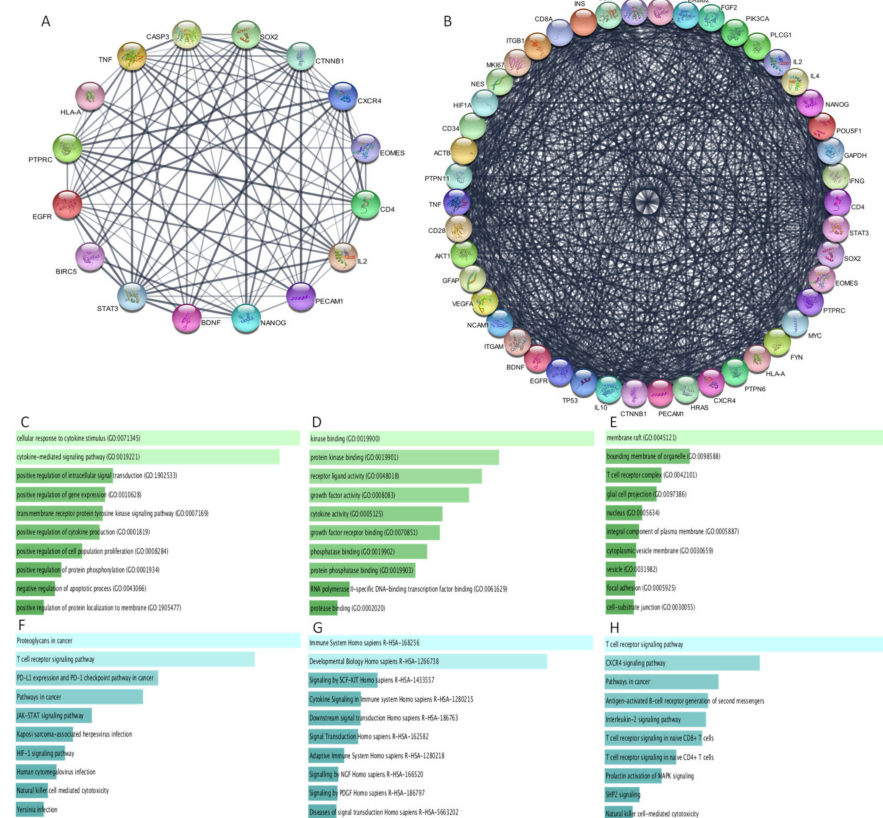 A
B
CASP3
SOX2
TNF
CTNNB1
HLA-A
CXCR4
PTPRC
EOMES
EGFR
CD4
BIRC5
IL2
STAT3
PECAM1
BDNF
NANOG
INS
ERBB2
FGF2
CD8A
PIK3CA
ITGB1
PLCG1
MKI67
IL2
NES
IL4
HIF1A
NANOG
CD34
POU5F1
ACTB
GAPDH
PTPN11
IFNG
TNF
CD4
CD28
STAT3
AKT1
SOX2
GFAP
EOMES
VEGFA
PTPRC
NCAM1
MYC
ITGAM
FYN
BDNF
HLA-A
EGFR
PTPN6
TP53
CXCR4
IL10
HRAS
CTNNB1
PECAM1
C
cellular response to cytokine stimulus (GO:0071345)
cytokine-mediated signaling pathway (GO:0019221)
positive regulation of intracellular signal transduction (GO:1902533)
positive regulation of gene expression (GO:0010628)
transmembrane receptor protein tyrosine kinase signaling pathway (GO:0007169)
positive regulation of cytokine production (GO:0001819)
positive regulation of cell population proliferation (GO:0008284)
positive regulation of protein phosphorylation (GO:0001934)
negative regulation of apoptotic process (GO:0043066)
positive regulation of protein localization to membrane (GO:1905477)
D
kinase binding (GO:0019900)
protein kinase binding (GO:0019901)
receptor ligand activity (GO:0048018)
growth factor activity (GO:0008083)
cytokine activity (GO:0005125)
growth factor receptor binding (GO:0070851)
phosphatase binding (GO:0019902)
protein phosphatase binding (GO:0019903)
RNA polymerase II-specific DNA-binding transcription factor binding (GO:0061629)
protease binding (GO:0002020)
E
membrane raft (GO:0045121)
bounding membrane of organelle (GO:0098588)
T cell receptor complex (GO:0042101)
glial cell projection (GO:0097386)
nucleus (GO:0005634)
integral component of plasma membrane (GO:0005887)
cytoplasmic vesicle membrane (GO:0030659)
vesicle (GO:0031982)
focal adhesion (GO:0005925)
cell-substrate junction (GO:0030055)
F
Proteoglycans in cancer
T cell receptor signaling pathway
PD-L1 expression and PD-1 checkpoint pathway in cancer
Pathways in cancer
JAK-STAT signaling pathway
Kaposi sarcoma-associated herpesvirus infection
HIF-1 signaling pathway
Human cytomegalovirus infection
Natural killer cell mediated cytotoxicity
Yersinia infection
G
Immune System Homo sapiens R-HSA-168256
Developmental Biology Homo sapiens R-HSA-1266738
Signaling by SCF-KIT Homo sapiens R-HSA-1433557
Cytokine Signaling in Immune system Homo sapiens R-HSA-1280215
Downstream signal transduction Homo sapiens R-HSA-186763
Signal Transduction Homo sapiens R-HSA-162582
Adaptive Immune System Homo sapiens R-HSA-1280218
Signalling by NGF Homo sapiens R-HSA-166520
Signaling by PDGF Homo sapiens R-HSA-186797
Diseases of signal transduction Homo sapiens R-HSA-5663202
H
T cell receptor signaling pathway
CXCR4 signaling pathway
Pathways in cancer
Antigen-activated B-cell receptor generation of second messengers
Interleukin-2 signaling pathway
T cell receptor signaling in naive CD8+ T cells
T cell receptor signaling in naive CD4+ T cells
Prolactin activation of MAPK signaling
SHP2 signaling
Natural killer cell-mediated cytotoxicity